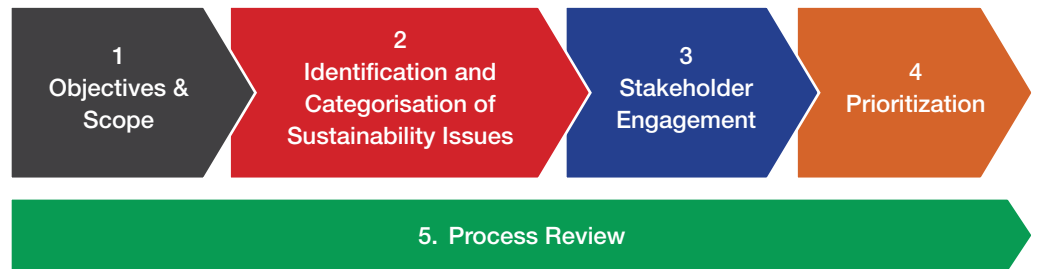 1
Objectives &
Scope
2
Identification and
Categorisation of
Sustainability Issues
3
Stakeholder
Engagement
4
Prioritization
5. Process Review